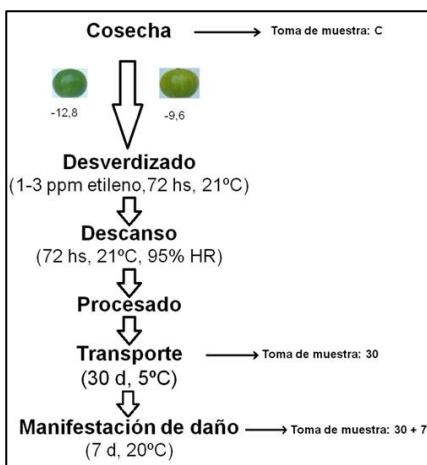 Cosecha
Toma de muestra: C
-12,8
-9,6
Desverdizado
(1-3 ppm etileno,72 hs, 21ºC)
Descanso
(72 hs, 21ºC, 95% HR)
Procesado
Transporte
Toma de muestra: 30
(30 d, 5ºC)
Manifestación de daño
Toma de muestra: 30 + 7
(7 d, 20ºC)